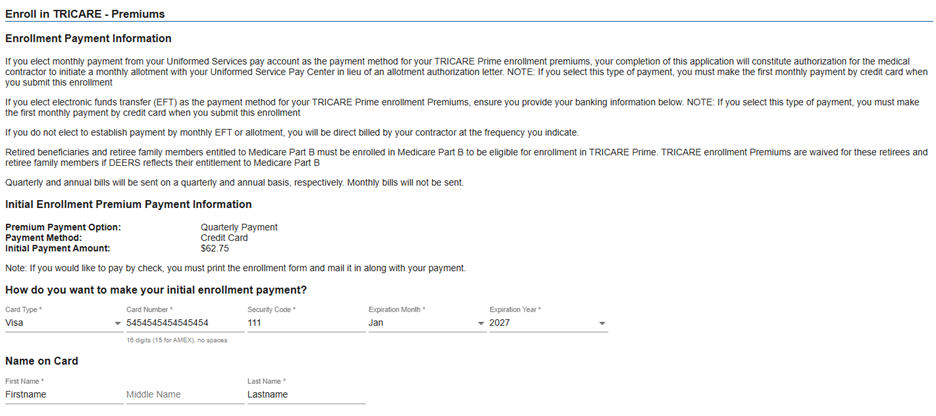 Enroll in TRICARE - Premiums
Enrollment Payment Information
If you elect monthly payment from your Uniformed Services pay account as the payment method for your TRICARE Prime enrollment premiums, your completion of this application will constitute authorization for the medical
contractor to initiate a monthly allotment with your Uniformed Service Pay Center in lieu of an allotment authorization letter. NOTE: If you select this type of payment, you must make the first monthly payment by credit card when
you submit this enrollment
If you elect electronic funds transfer (EFT) as the payment method for your TRICARE Prime enrollment Premiums, ensure you provide your banking information below. NOTE: If you select this type of payment, you must make
the first monthly payment by credit card when you submit this enrollment
If you do not elect to establish payment by monthly EFT or allotment, you will be direct billed by your contractor at the frequency you indicate.
Retired beneficiaries and retiree family members entitled to Medicare Part B must be enrolled in Medicare Part B to be eligible for enrollment in TRICARE Prime. TRICARE enrollment Premiums are waived for these retirees and
retiree family members if DEERS reflects their entitlement to Medicare Part B
Quarterly and annual bills will be sent on a quarterly and annual basis, respectively. Monthly bills will not be sent.
Initial Enrollment Premium Payment Information
Premium Payment Option: Quarterly Payment
Payment Method: Credit Card
Initial Payment Amount: $62.75
Note: If you would like to pay by check, you must print the enrollment form and mail it in along with your payment.
How do you want to make your initial enrollment payment?
Card Type * Card Number * Security Code * Expiration Month * Expiration Year *
Visa 5454545454545454 111 Jan 2027
16 digits (15 for AMEX), no spaces
Name on Card
First Name * Last Name *
Firstname Middle Name Lastname